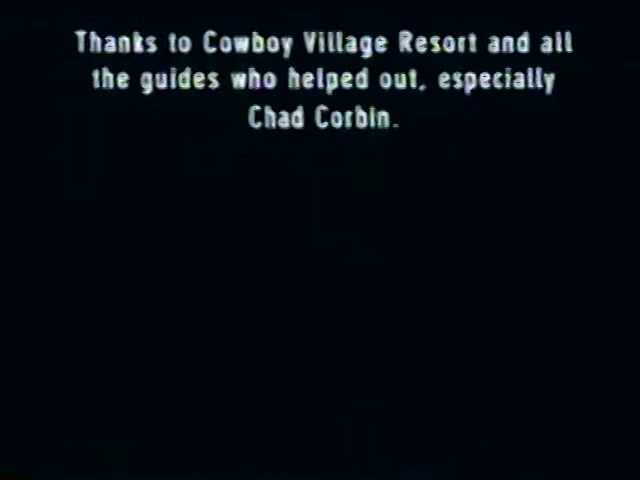 Thanks to Cowboy Village Resort and all
the guides who helped out, especially
Chad Corbin.